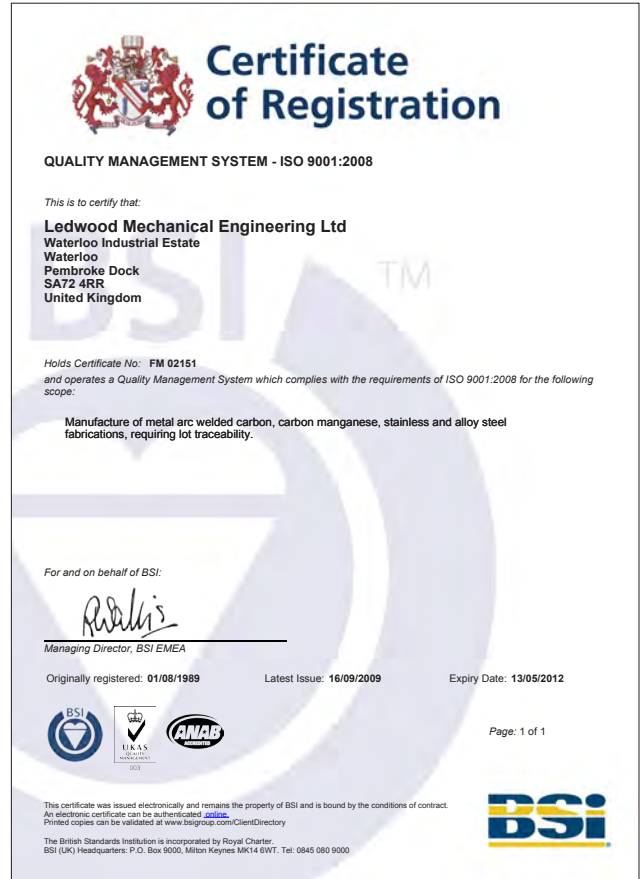 Certificate
of Registration
QUALITY MANAGEMENT SYSTEM - ISO 9001:2008
This is to certify that:
Ledwood Mechanical Engineering Ltd
Waterloo Industrial Estate
Waterloo
Pembroke Dock
SA72 4RR
United Kingdom
BSI TM
Holds Certificate No: FM 02151
and operates a Quality Management System which complies with the requirements of ISO 9001:2008 for the following
scope:
Manufacture of metal arc welded carbon, carbon manganese, stainless and alloy steel
fabrications, requiring lot traceability.
For and on behalf of BSI:
Managing Director, BSI EMEA
Originally registered: 01/08/1989 Latest Issue: 16/09/2009 Expiry Date: 13/05/2012
BSI
UKAS
QUALITY
MANAGEMENT
003
ANAB
ACCREDITED
Page: 1 of 1
This certificate was issued electronically and remains the property of BSI and is bound by the conditions of contract.
An electronic certificate can be authenticated online.
Printed copies can be validated at www.bsigroup.com/ClientDirectory
The British Standards Institution is incorporated by Royal Charter.
BSI (UK) Headquarters: P.O. Box 9000, Milton Keynes MK14 6WT. Tel: 0845 080 9000
BSi